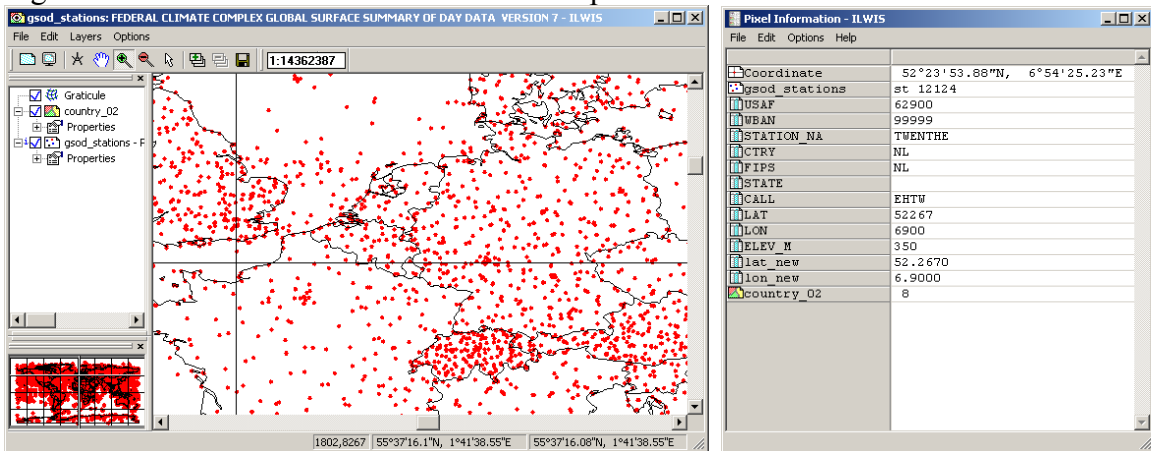 gsod_stations: FEDERAL CLIMATE COMPLEX GLOBAL SURFACE SUMMARY OF DAY DATA VERSION 7 - ILWIS
File Edit Layers Options
1:14362387
Graticule
country_02
Properties
gsod_stations - F
Properties
1802,8267 55°37'16.1"N, 1°41'38.55"E 55°37'16.08"N, 1°41'38.55"E
Pixel Information - ILWIS
File Edit Options Help
Coordinate 52°23'53.88"N, 6°54'25.23"E
gsod_stations st 12124
USAF 62900
WBAN 99999
STATION_NA TWENTHE
CTRY NL
FIPS NL
STATE
CALL EHTW
LAT 52267
LON 6900
ELEV_M 350
lat_new 52.2670
lon_new 6.9000
country_02 8